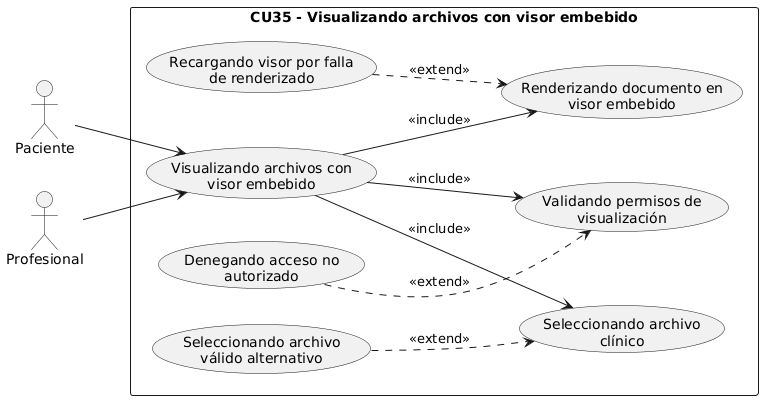 CU35 - Visualizando archivos con visor embebido
Recargando visor por falla
de renderizado
«extend»
Renderizando documento en
visor embebido
Paciente
«include»
Visualizando archivos con
visor embebido
«include»
Validando permisos de
visualización
Profesional
«include»
Denegando acceso no
autorizado
«extend»
Seleccionando archivo
clínico
Seleccionando archivo
válido alternativo
«extend»